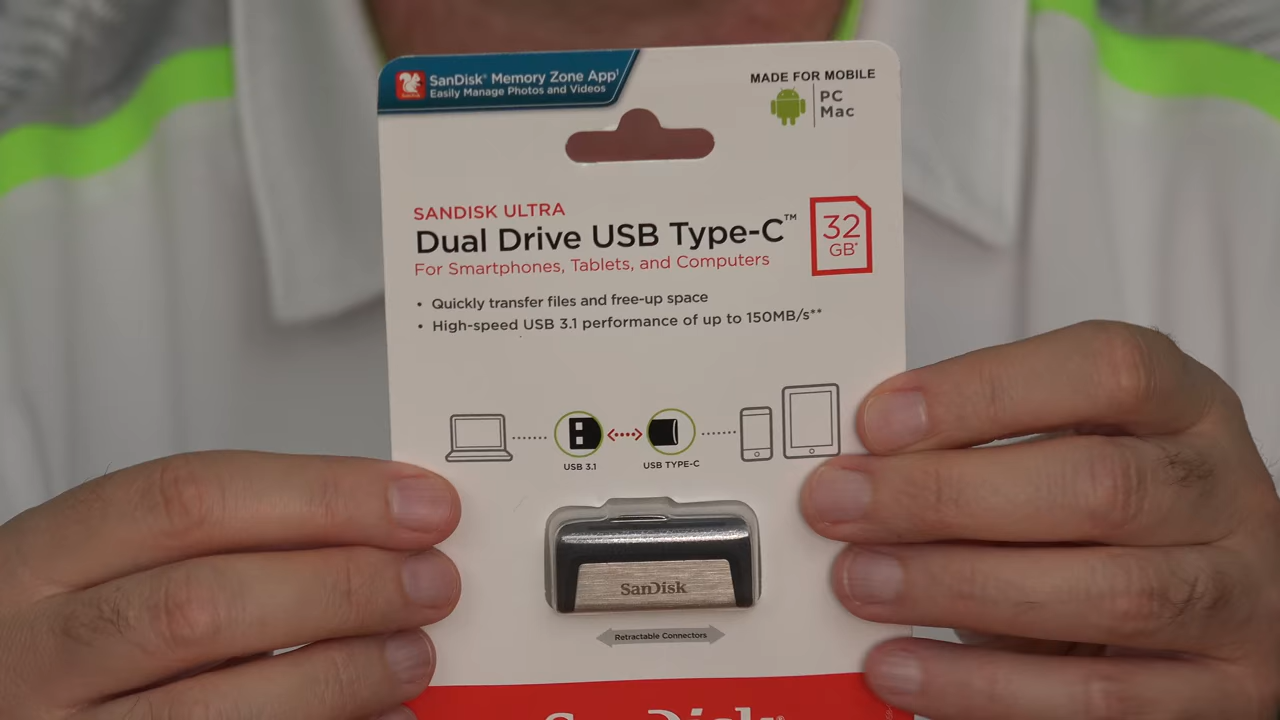 SanDisk® Memory Zone App¹
Easily Manage Photos and Videos
MADE FOR MOBILE
PC
Mac
SANDISK ULTRA
Dual Drive USB Type-C™
For Smartphones, Tablets, and Computers
32
GB*
• Quickly transfer files and free-up space
• High-speed USB 3.1 performance of up to 150MB/s**
USB 3.1
USB TYPE-C
SanDisk
Retractable Connectors
SanDisk®